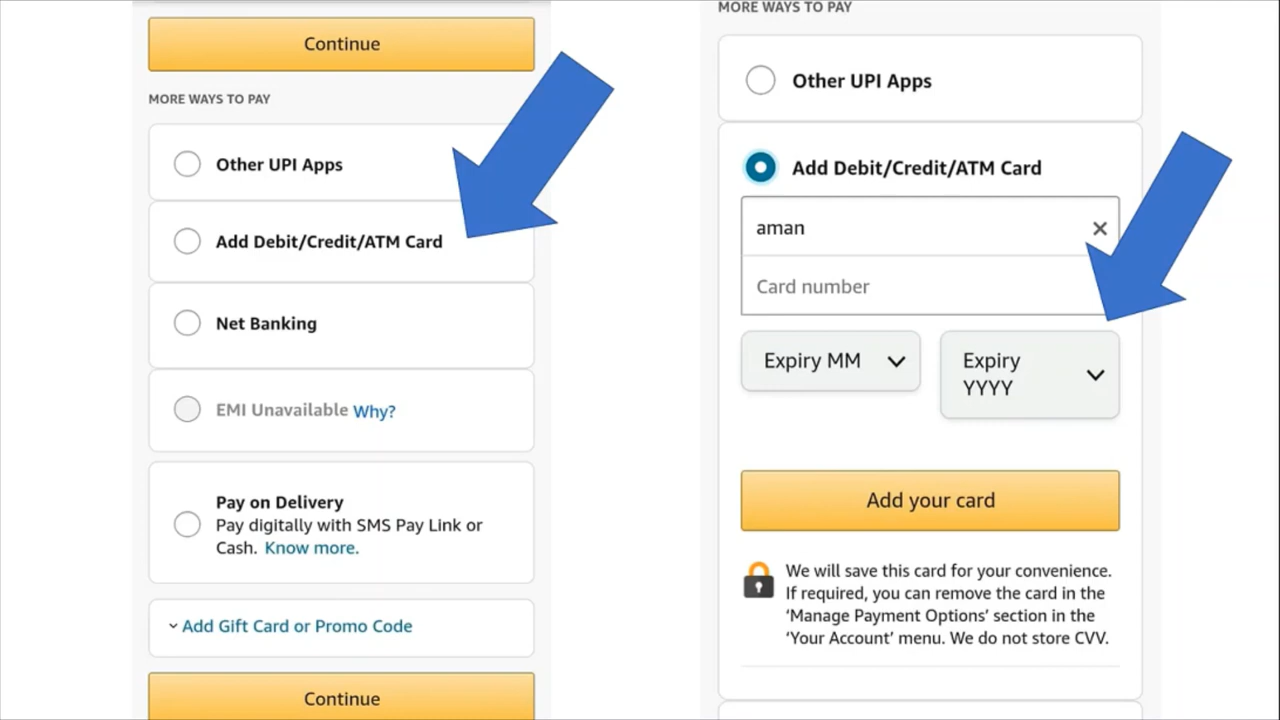 Continue
MORE WAYS TO PAY
Other UPI Apps
Add Debit/Credit/ATM Card
Net Banking
EMI Unavailable Why?
Pay on Delivery
Pay digitally with SMS Pay Link or
Cash. Know more.
Add Gift Card or Promo Code
Continue
MORE WAYS TO PAY
Other UPI Apps
Add Debit/Credit/ATM Card
aman
Card number
Expiry MM
Expiry
YYYY
Add your card
We will save this card for your convenience.
If required, you can remove the card in the
‘Manage Payment Options’ section in the
‘Your Account’ menu. We do not store CVV.